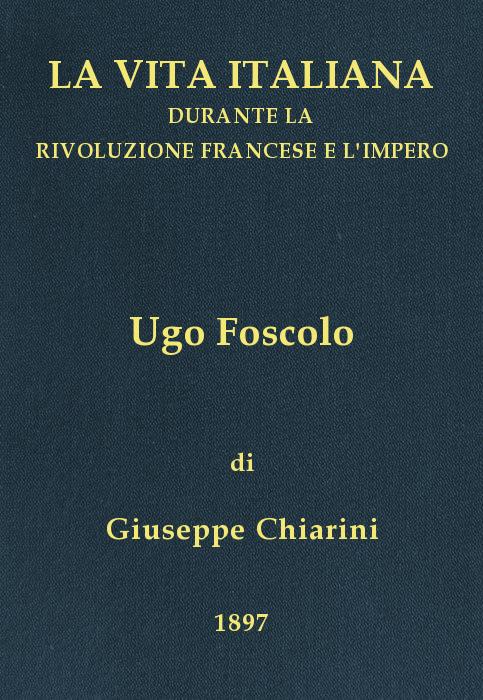 LA VITA ITALIANA
DURANTE LA
RIVOLUZIONE FRANCESE E L'IMPERO
Ugo Foscolo
di
Giuseppe Chiarini
1897